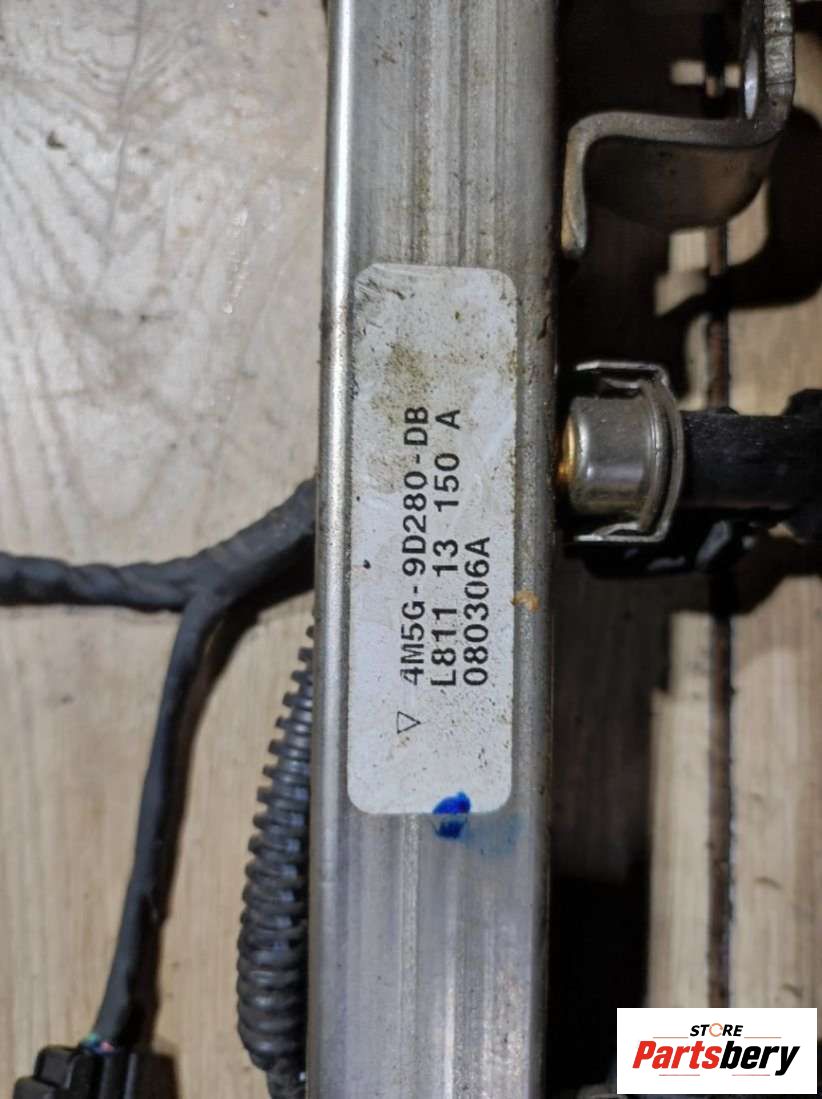 4M5G-9D280-DB
L811 13 150 A
080306A
STORE
Partsbery